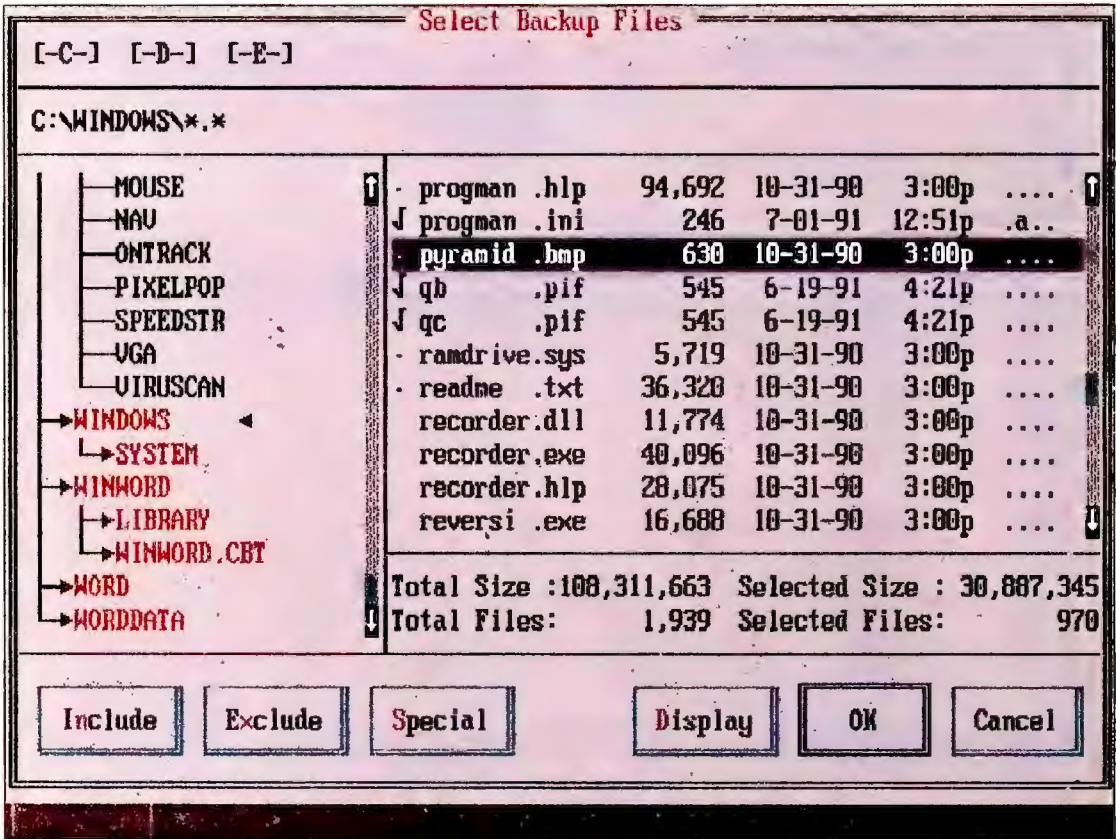 Select Backup Files
[-C-] [-D-] [-E-]
C:\WINDOWS\*.*
MOUSE
NAV
ONTRACK
PIXELPOP
SPEEDSTR
VGA
VIRUSCAN
WINDOWS
SYSTEM
WINWORD
LIBRARY
WINWORD.CBT
WORD
WORDDATA
· progman .hlp 94,692 10-31-90 3:00p ....
√ progman .ini 246 7-01-91 12:51p .a..
· pyramid .bmp 630 10-31-90 3:00p ....
√ qb .pif 545 6-19-91 4:21p ....
√ qc .pif 545 6-19-91 4:21p ....
· ramdrive.sys 5,719 10-31-90 3:00p ....
· readme .txt 36,320 10-31-90 3:00p ....
recorder.dll 11,774 10-31-90 3:00p ....
recorder.exe 40,096 10-31-90 3:00p ....
recorder.hlp 28,075 10-31-90 3:00p ....
reversi .exe 16,688 10-31-90 3:00p ....
Total Size :108,311,663 Selected Size : 30,887,345
Total Files: 1,939 Selected Files: 970
Include Exclude Special Display OK Cancel